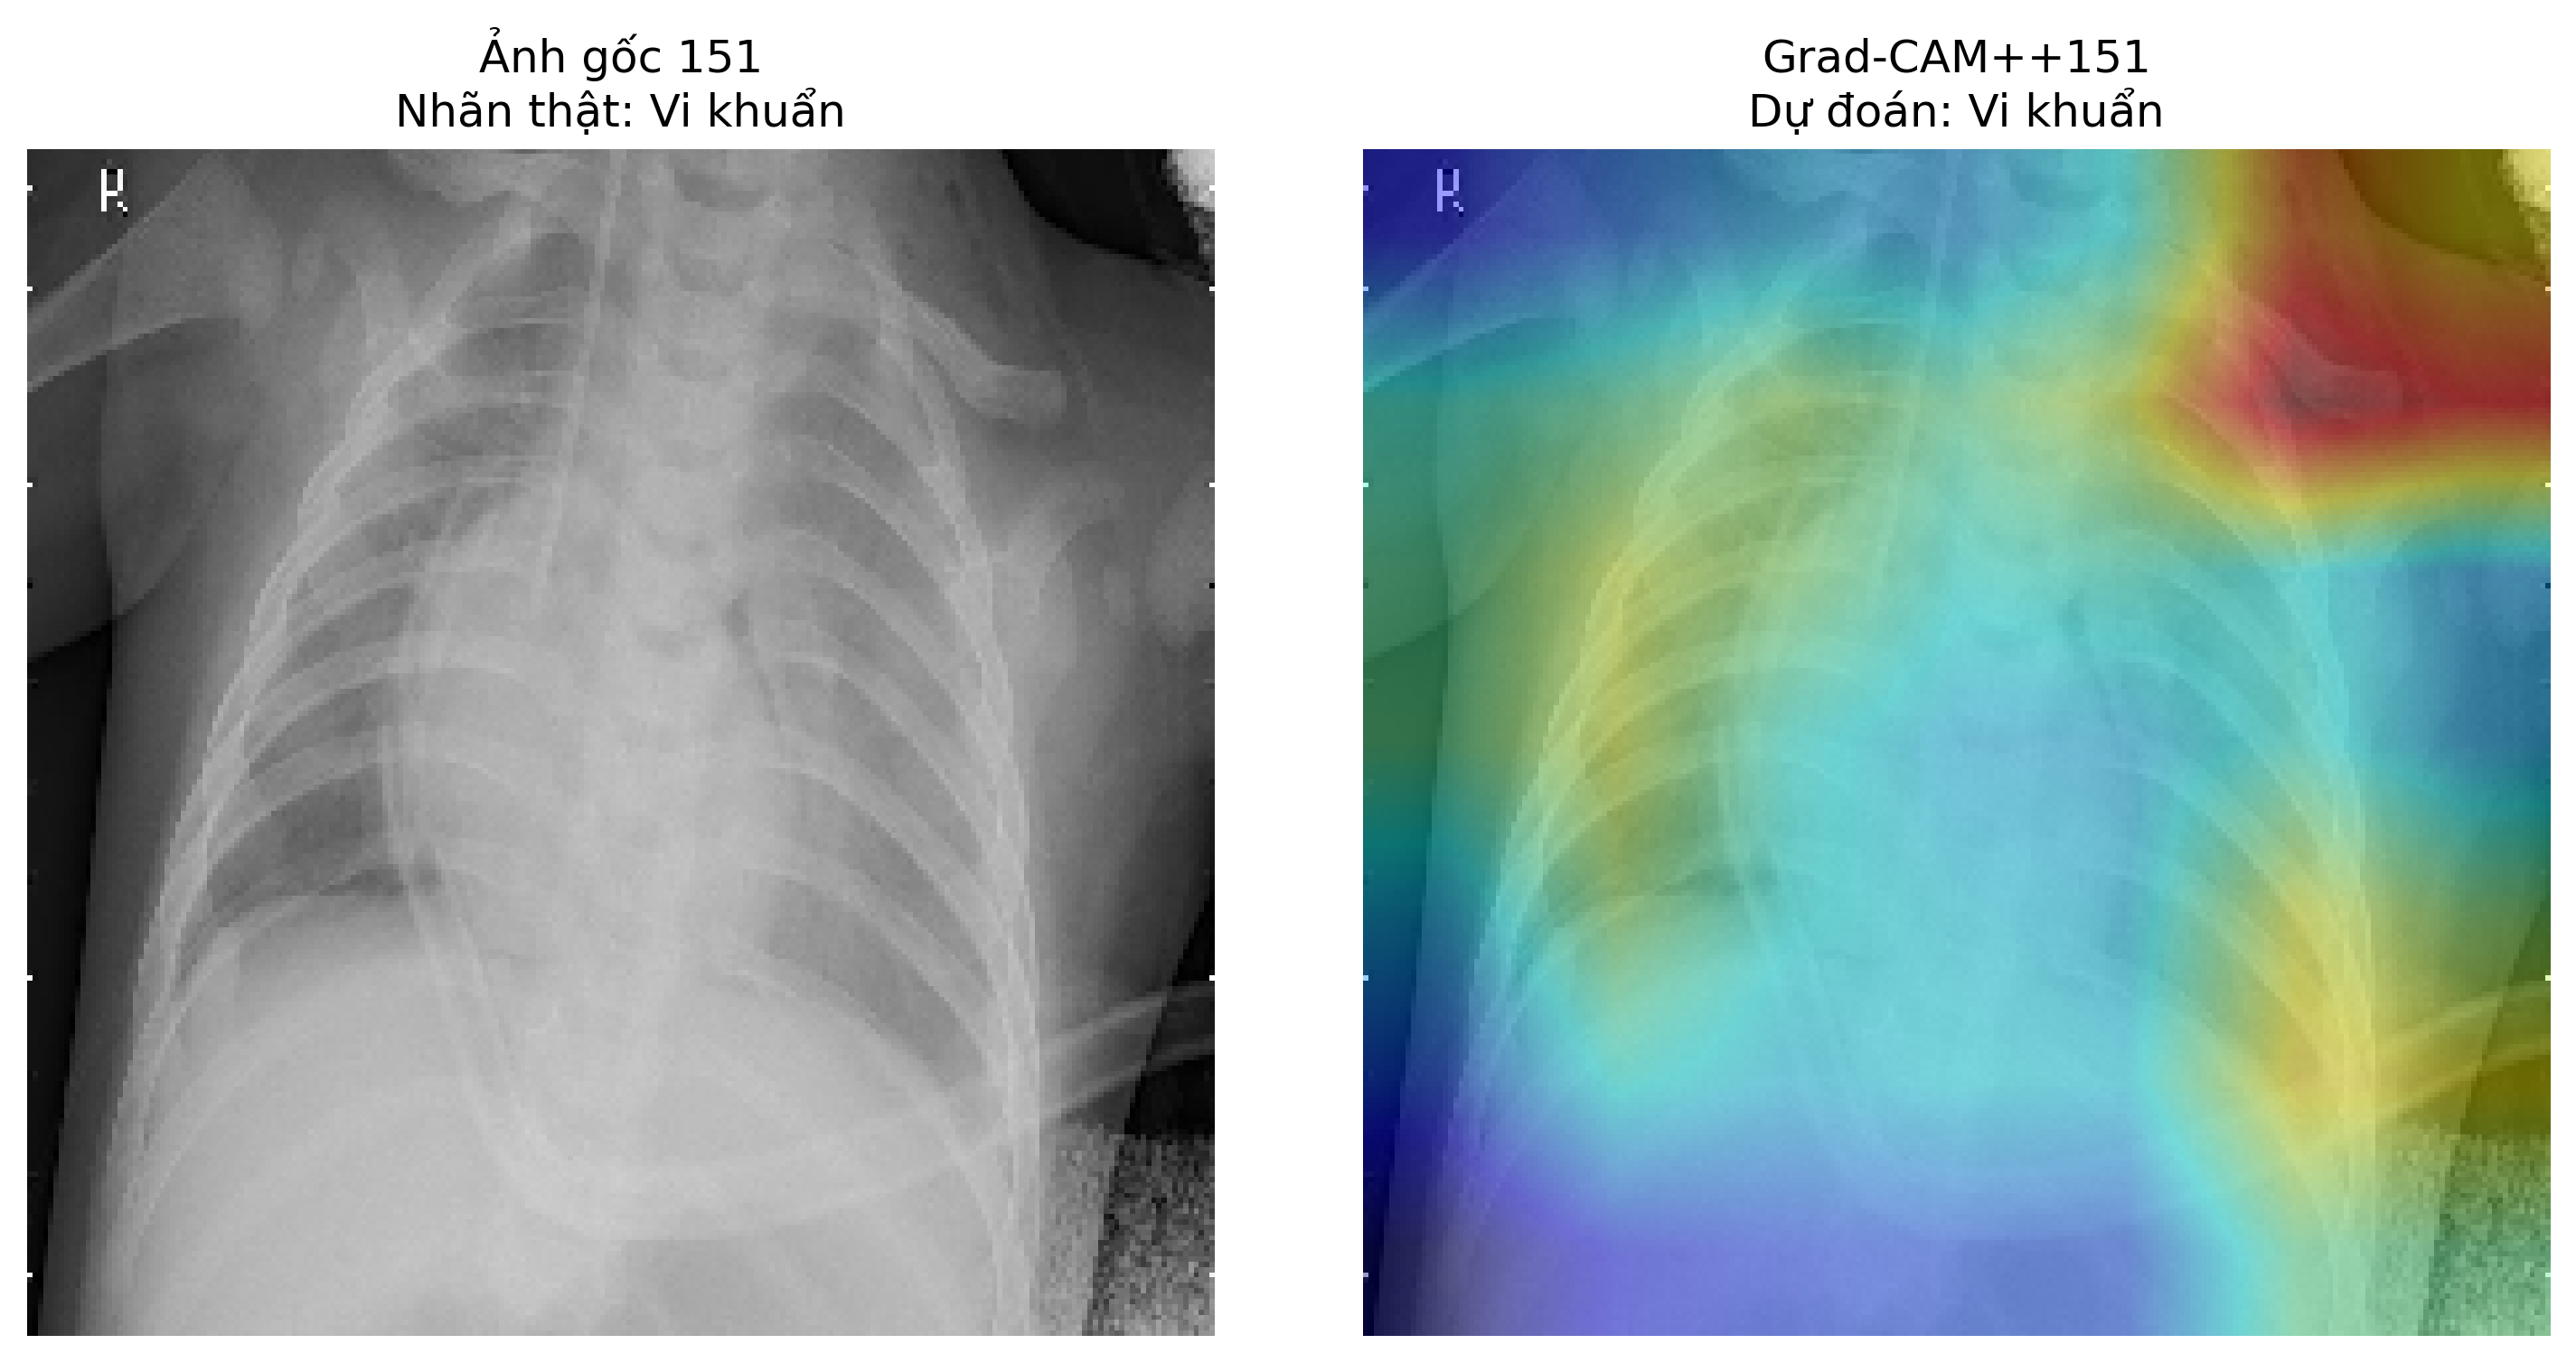 Ảnh gốc 151
Nhãn thật: Vi khuẩn
Grad-CAM++151
Dự đoán: Vi khuẩn
R
R